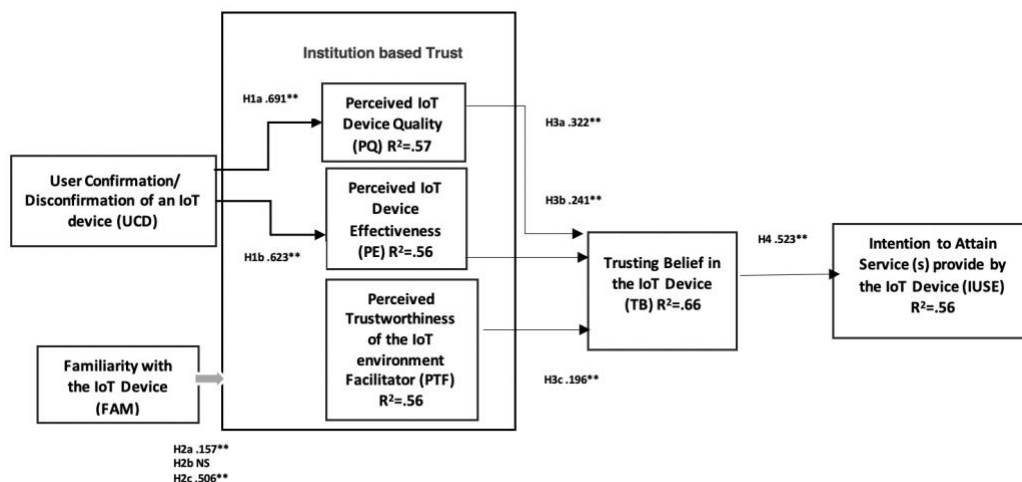 Institution based Trust
H1a .691**
Perceived IoT
Device Quality
(PQ) R²=.57
H3a .322**
User Confirmation/
Disconfirmation of an IoT
device (UCD)
Perceived IoT
Device
Effectiveness
(PE) R²=.56
H1b .623**
H3b .241**
Trusting Belief in
the IoT Device
(TB) R²=.66
H4 .523**
Intention to Attain
Service (s) provide by
the IoT Device (IUSE)
R²=.56
Perceived
Trustworthiness
of the IoT
environment
Facilitator (PTF)
R²=.56
H3c .196**
Familiarity with
the IoT Device
(FAM)
H2a .157**
H2b NS
H2c .506**